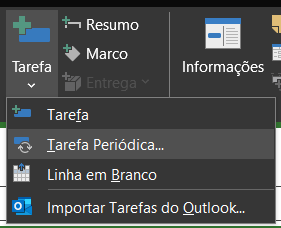 Resumo
Marco
Entrega
Tarefa
Informações
Tarefa
Tarefa Periódica...
Linha em Branco
Importar Tarefas do Outlook...